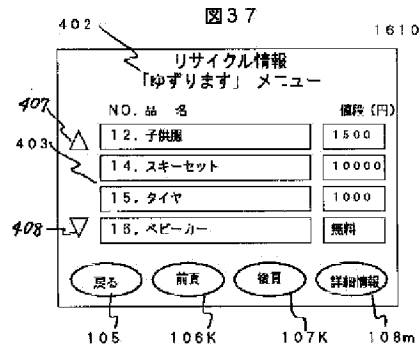 図37
402
1610
リサイクル情報
「ゆずります」 メニュー
407
NO. 品 名 値段 (円)
12. 子供服 1500
403
14. スキーセット 10000
15. タイヤ 1000
408
16. ベビーカー 無料
戻る 前頁 後頁 詳細情報
105 106K 107K 108m